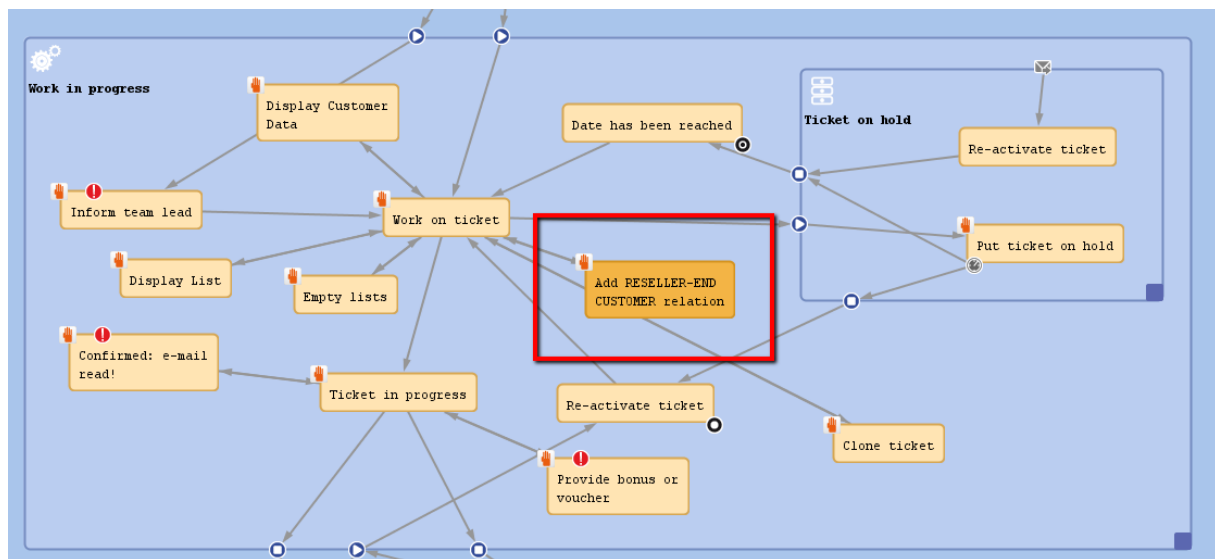 Work in progress
Display Customer
Data
Date has been reached
Ticket on hold
Re-activate ticket
Inform team lead
Work on ticket
Put ticket on hold
Display List
Empty lists
Add RESELLER-END
CUSTOMER relation
Confirmed: e-mail
read!
Ticket in progress
Re-activate ticket
Clone ticket
Provide bonus or
voucher